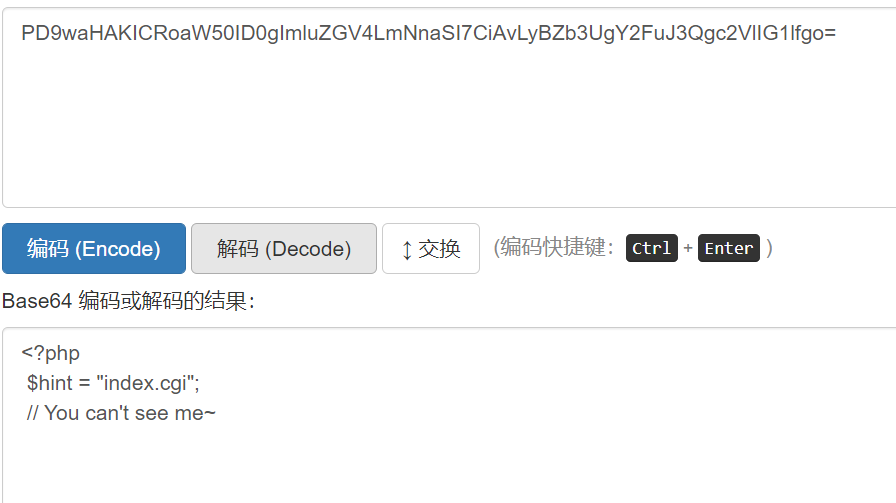 PD9waHAKICRoaW50ID0gImluZGV4LmNnaSI7CiAvLyBZb3UgY2FuJ3Qgc2VlIG1lfgo=
编码 (Encode) 解码 (Decode) ↕ 交换 (编码快捷键： Ctrl + Enter )
Base64 编码或解码的结果：
<?php
$hint = "index.cgi";
// You can't see me~